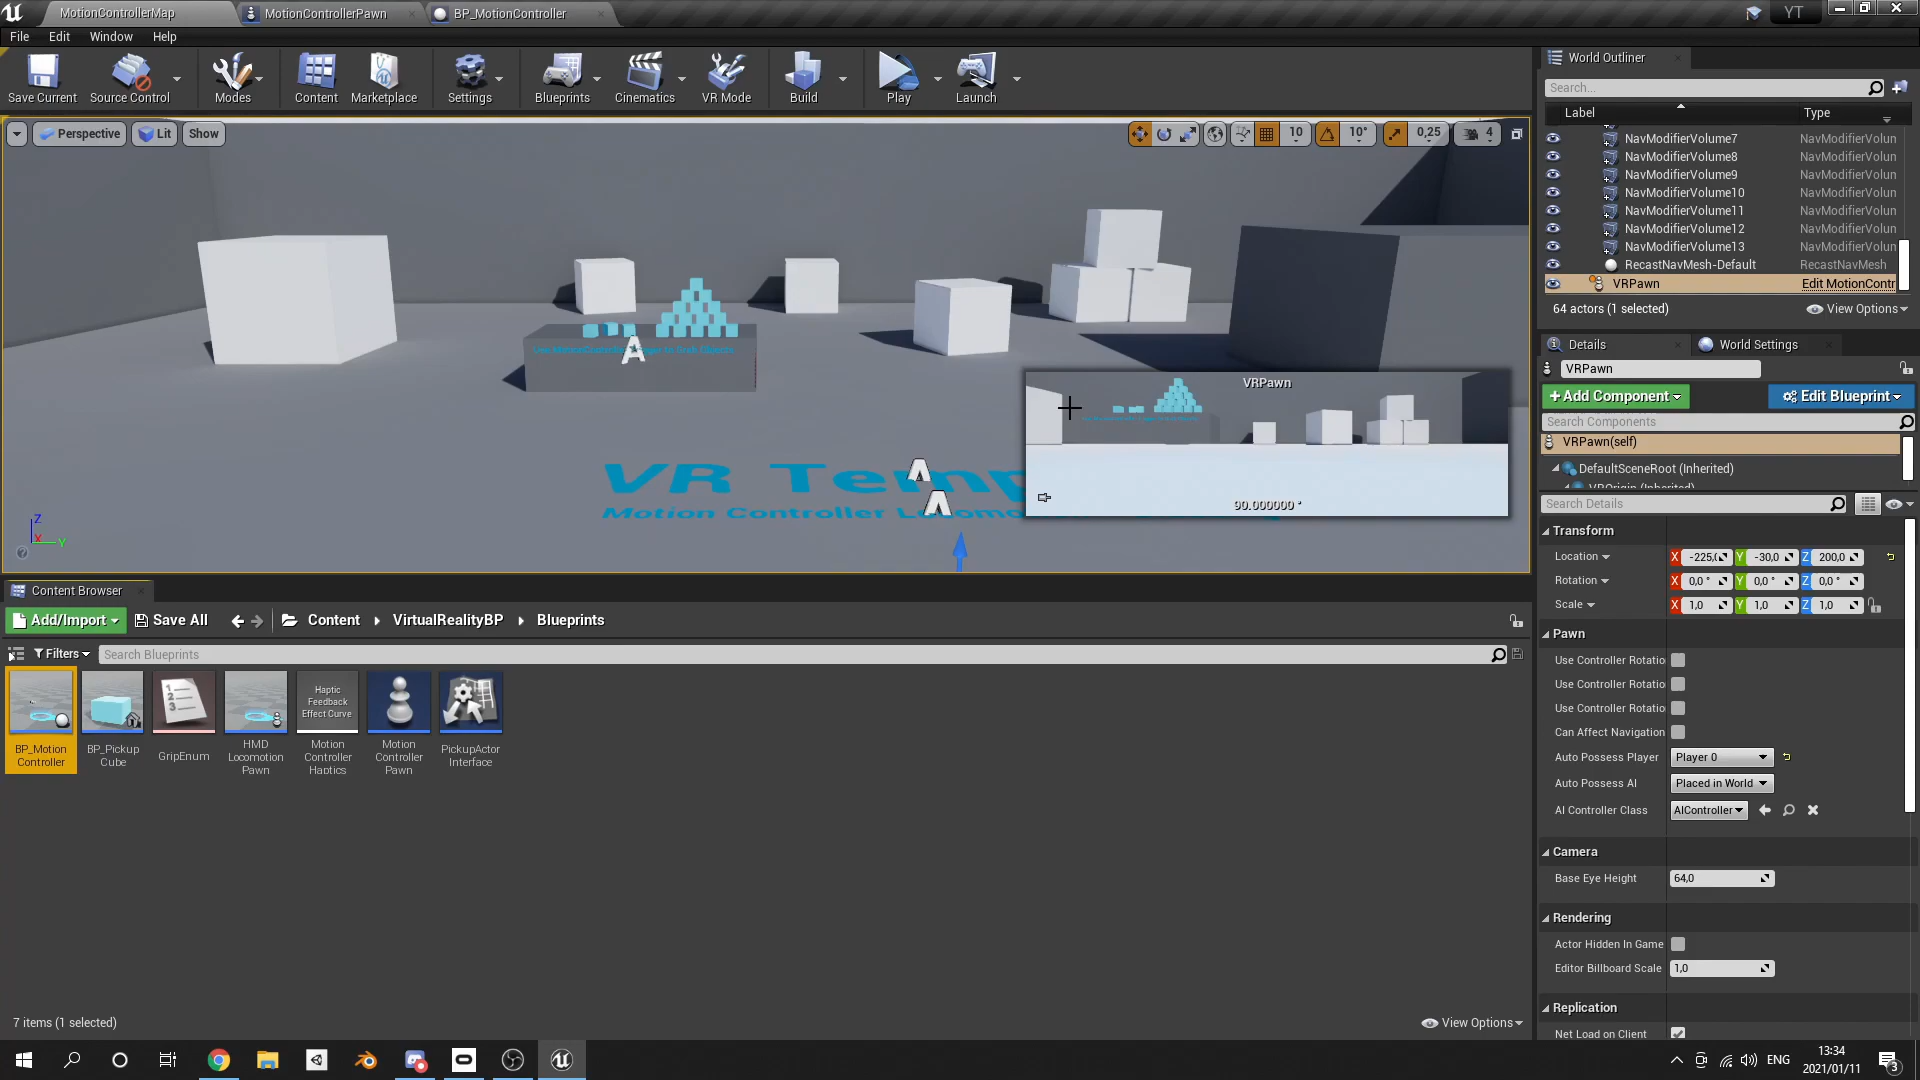 MotionControllerMap
MotionControllerPawn
BP_MotionController
YT
File
Edit
Window
Help
Save Current
Source Control
Modes
Content
Marketplace
Settings
Blueprints
Cinematics
VR Mode
Build
Play
Launch
Perspective
Lit
Show
10
10°
0,25
4
VRPawn
90.000000 °
VR Temp
Z
X
Y
World Outliner
Search...
Label
Type
NavModifierVolume7
NavModifierVolun
NavModifierVolume8
NavModifierVolun
NavModifierVolume9
NavModifierVolun
NavModifierVolume10
NavModifierVolun
NavModifierVolume11
NavModifierVolun
NavModifierVolume12
NavModifierVolun
NavModifierVolume13
NavModifierVolun
RecastNavMesh-Default
RecastNavMesh
VRPawn
Edit MotionContr
64 actors (1 selected)
View Options
Details
World Settings
VRPawn
+Add Component
Edit Blueprint
Search Components
VRPawn(self)
DefaultSceneRoot (Inherited)
VROrigin (Inherited)
Search Details
Transform
Location
X -225,( Y -30,0 Z 200,0
Rotation
X 0,0 ° Y 0,0 ° Z 0,0 °
Scale
X 1,0 Y 1,0 Z 1,0
Pawn
Use Controller Rotatio
Use Controller Rotatio
Use Controller Rotatio
Can Affect Navigation
Auto Possess Player
Player 0
Auto Possess AI
Placed in World
AI Controller Class
AIController
Camera
Base Eye Height
64,0
Rendering
Actor Hidden In Game
Editor Billboard Scale
1,0
Replication
Net Load on Client
Content Browser
Add/Import
Save All
Content
VirtualRealityBP
Blueprints
Filters
Search Blueprints
BP_Motion
Controller
BP_Pickup
Cube
GripEnum
HMD
Locomotion
Pawn
Haptic
Feedback
Effect Curve
Motion
Controller
Haptics
Motion
Controller
Pawn
PickupActor
Interface
7 items (1 selected)
View Options
ENG
13:34
2021/01/11
3